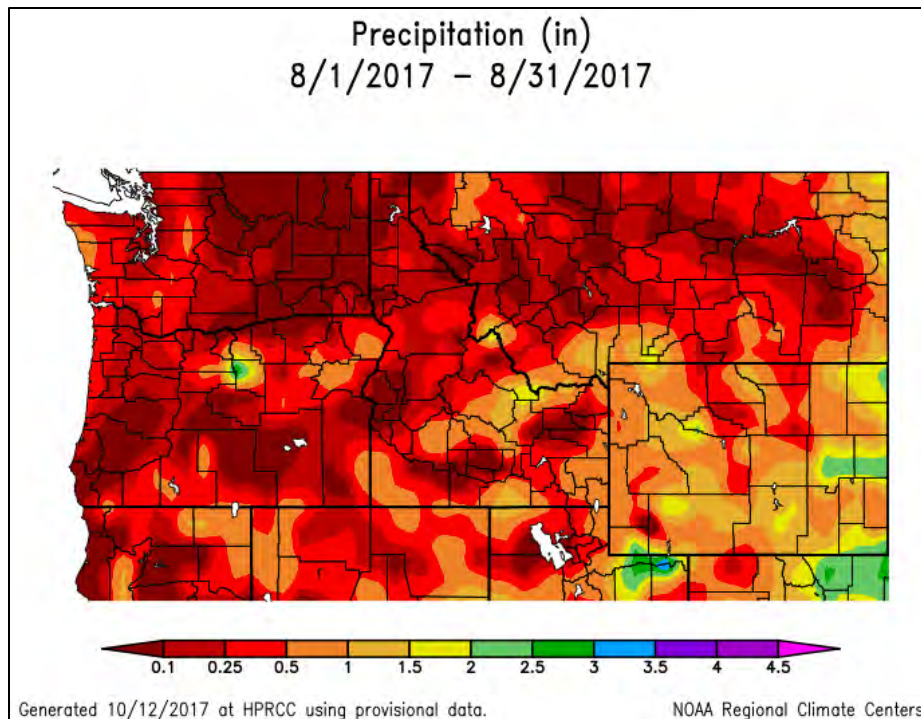 Precipitation (in)
8/1/2017 – 8/31/2017
0.1 0.25 0.5 1 1.5 2 2.5 3 3.5 4 4.5
Generated 10/12/2017 at HPRCC using provisional data. NOAA Regional Climate Centers